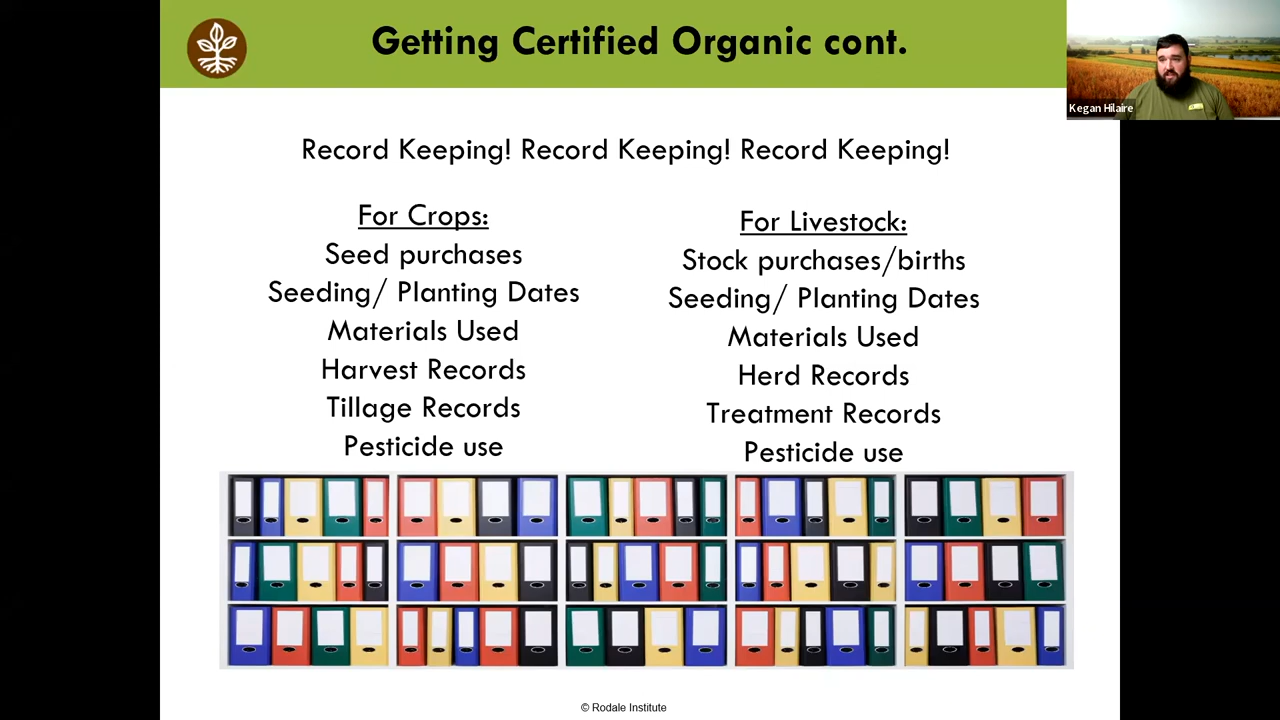 Getting Certified Organic cont.
Kegan Hilaire
Record Keeping! Record Keeping! Record Keeping!
For Crops:
Seed purchases
Seeding/ Planting Dates
Materials Used
Harvest Records
Tillage Records
Pesticide use
For Livestock:
Stock purchases/births
Seeding/ Planting Dates
Materials Used
Herd Records
Treatment Records
Pesticide use
© Rodale Institute